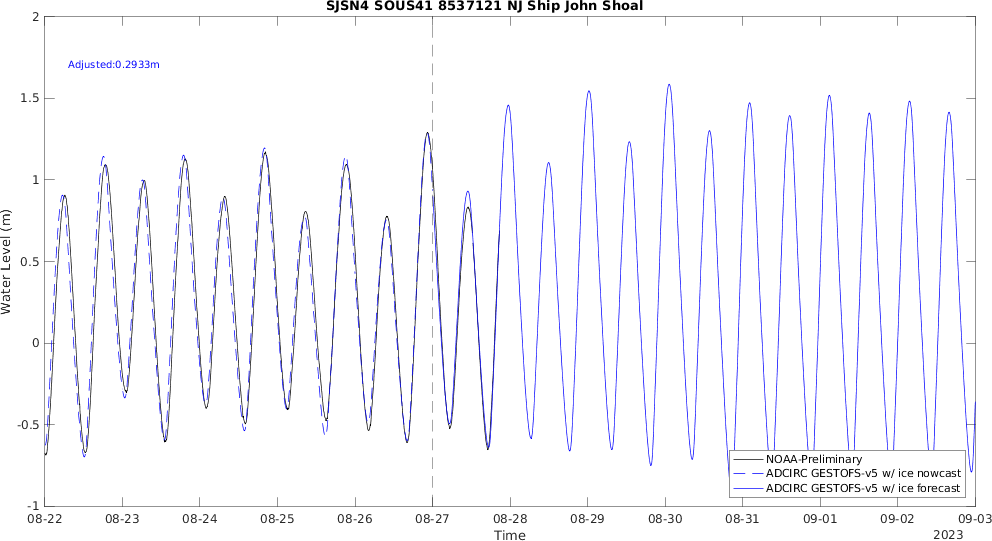 SJSN4 SOUS41 8537121 NJ Ship John Shoal
Adjusted:0.2933m
Water Level (m)
2
1.5
1
0.5
0
-0.5
-1
NOAA-Preliminary
ADCIRC GESTOFS-v5 w/ ice nowcast
ADCIRC GESTOFS-v5 w/ ice forecast
08-22 08-23 08-24 08-25 08-26 08-27 08-28 08-29 08-30 08-31 09-01 09-02 09-03
Time
2023